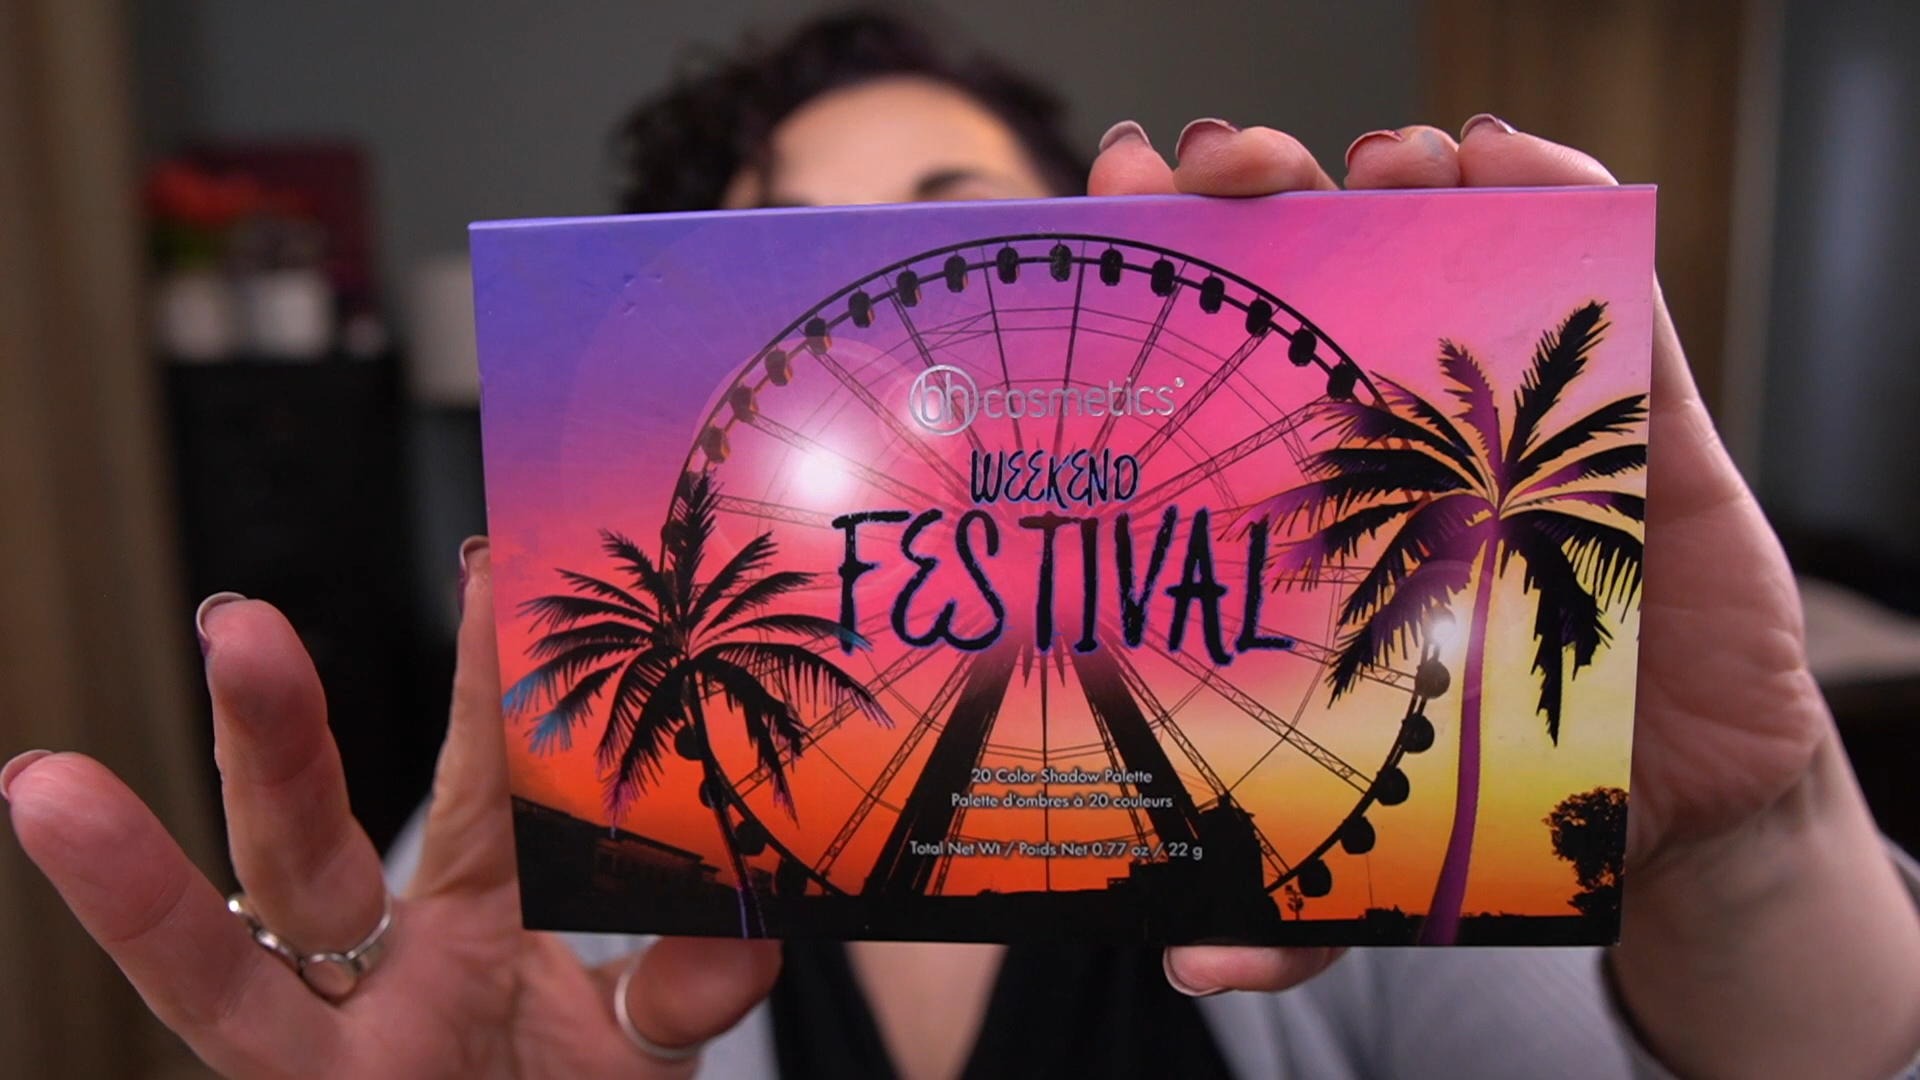 bh cosmetics®
WEEKEND
FESTIVAL
20 Color Shadow Palette
Palette d'ombres à 20 couleurs
Total Net Wt / Poids Net 0.77 oz / 22 g